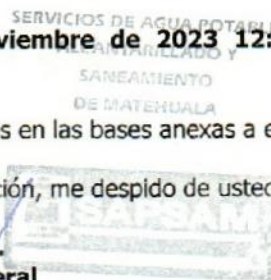 SERVICIOS DE AGUA POTABLE
viembre de 2023 12:
ALCANTARILLADO Y
SANEAMIENTO
DE MATEHUALA
s en las bases anexas a e
ción, me despido de usted
SAPSAM
eral